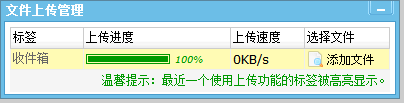 文件上传管理
标签 上传进度 上传速度 选择文件
收件箱 100% 0KB/s 添加文件
温馨提示：最近一个使用上传功能的标签被高亮显示。